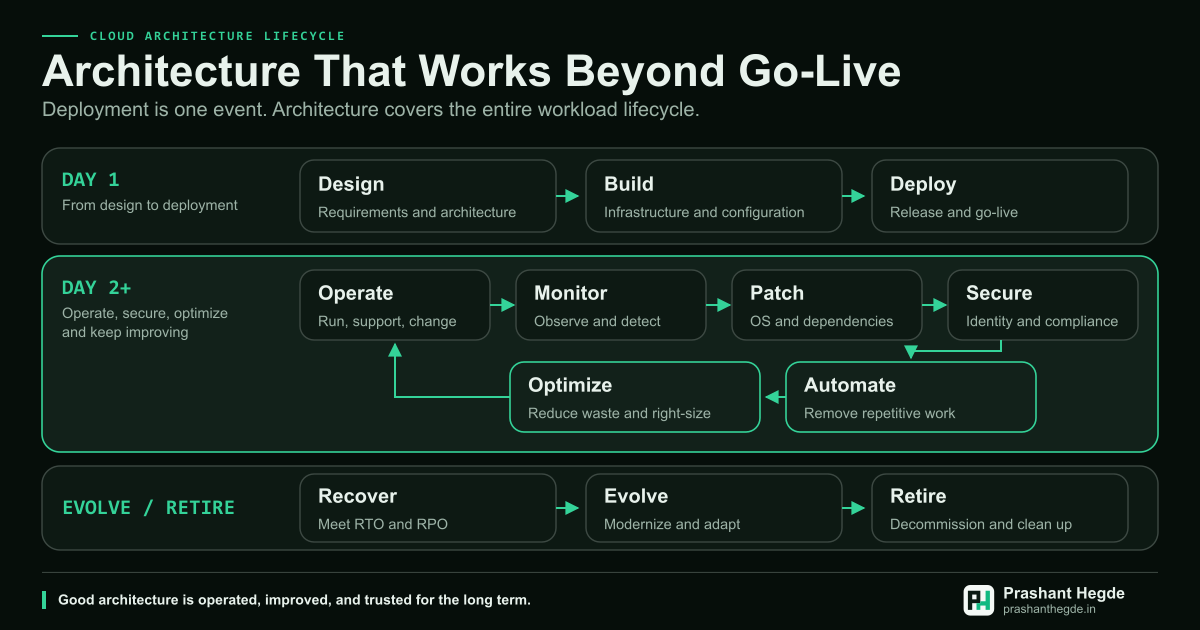 CLOUD ARCHITECTURE LIFECYCLE
Architecture That Works Beyond Go-Live
Deployment is one event. Architecture covers the entire workload lifecycle.
DAY 1
From design to deployment
Design
Requirements and architecture
Build
Infrastructure and configuration
Deploy
Release and go-live
DAY 2+
Operate, secure, optimize
and keep improving
Operate
Run, support, change
Monitor
Observe and detect
Patch
OS and dependencies
Secure
Identity and compliance
Optimize
Reduce waste and right-size
Automate
Remove repetitive work
EVOLVE / RETIRE
Recover
Meet RTO and RPO
Evolve
Modernize and adapt
Retire
Decommission and clean up
Good architecture is operated, improved, and trusted for the long term.
PH
Prashant Hegde
prashanthegde.in